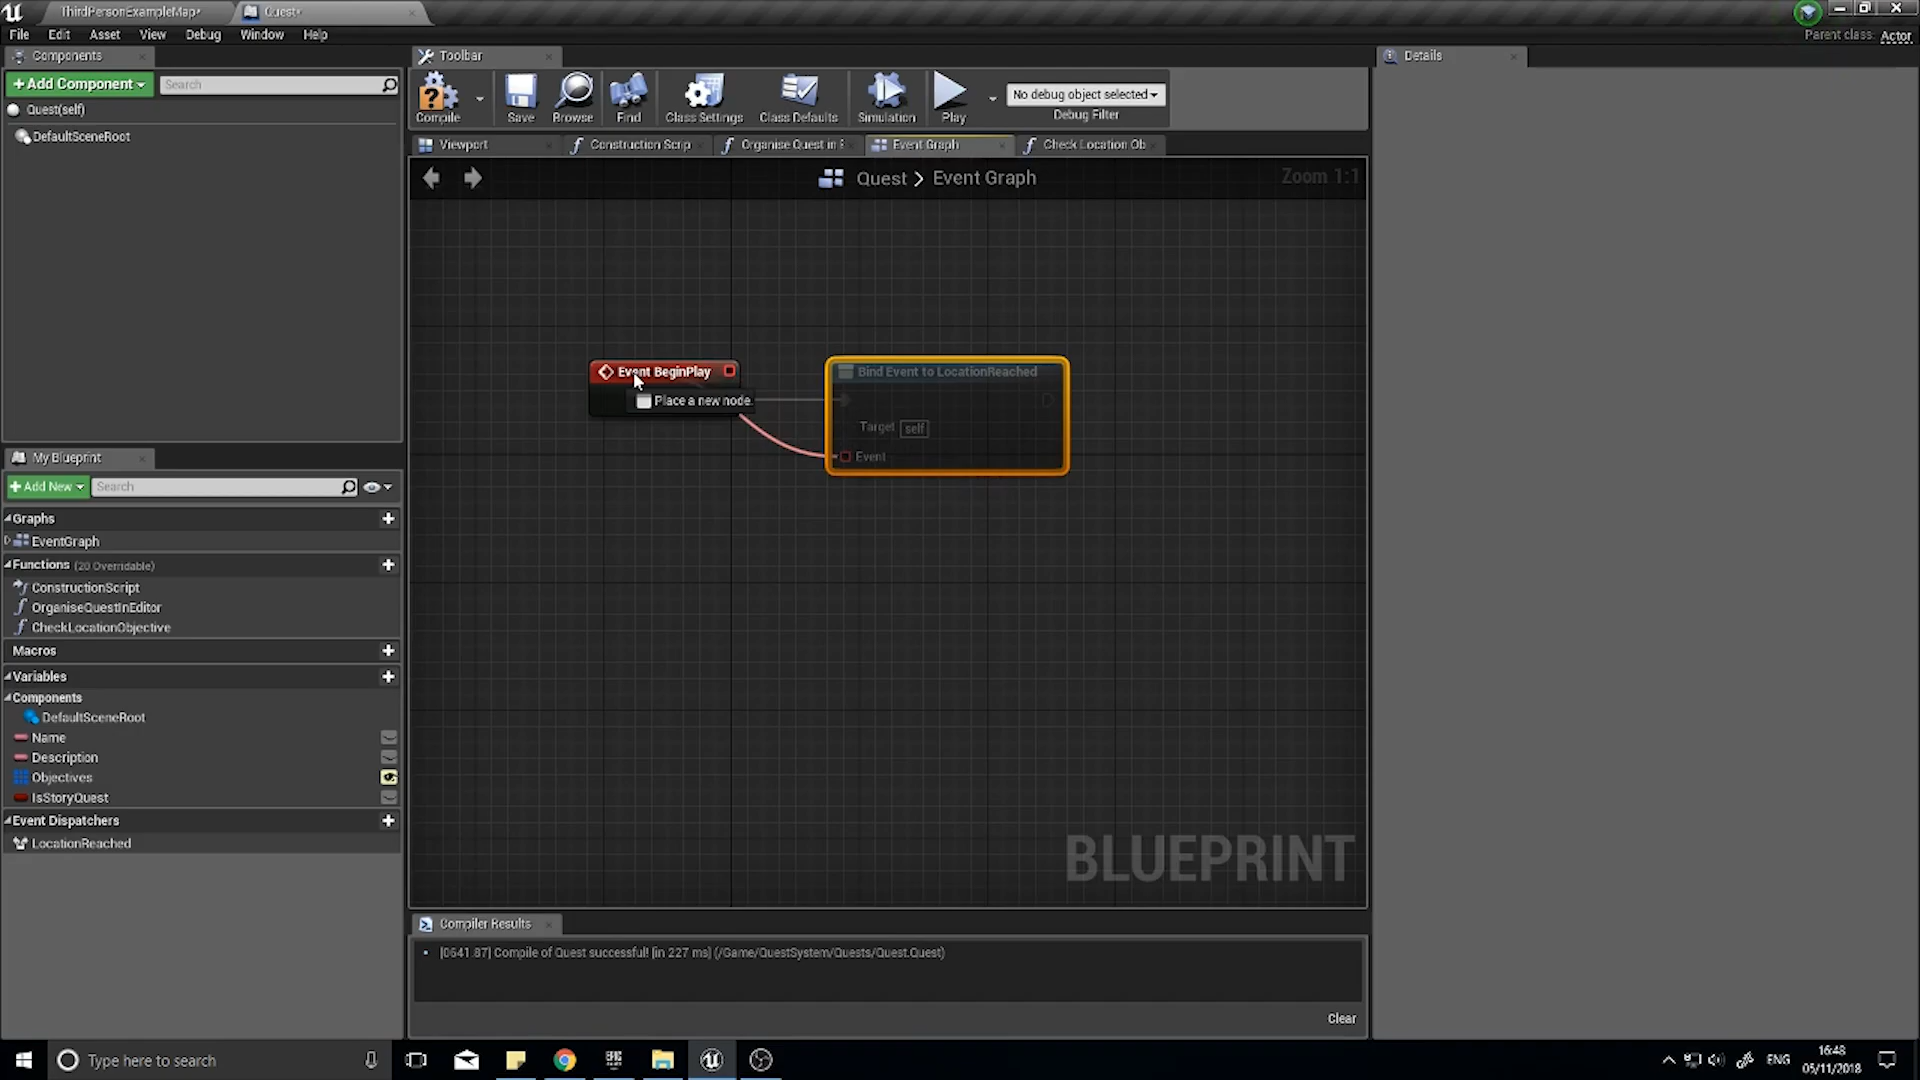 ThirdPersonExampleMap*
Quest*
File Edit Asset View Debug Window Help
Parent class: Actor
Components
+Add Component
Search
Quest(self)
DefaultSceneRoot
Toolbar
Compile
Save
Browse
Find
Class Settings
Class Defaults
Simulation
Play
No debug object selected
Debug Filter
Details
Viewport
Construction Scrip
Organise Quest in E
Event Graph
Check Location Ob
Quest > Event Graph
Zoom 1:1
Event BeginPlay
Place a new node.
Bind Event to LocationReached
Target self
Event
BLUEPRINT
My Blueprint
+Add New
Search
Graphs
EventGraph
Functions (20 Overridable)
ConstructionScript
OrganiseQuestInEditor
CheckLocationObjective
Macros
Variables
Components
DefaultSceneRoot
Name
Description
Objectives
IsStoryQuest
Event Dispatchers
LocationReached
Compiler Results
[0641.87] Compile of Quest successful! [in 227 ms] (/Game/QuestSystem/Quests/Quest.Quest)
Clear
Type here to search
ENG
16:48
05/11/2018